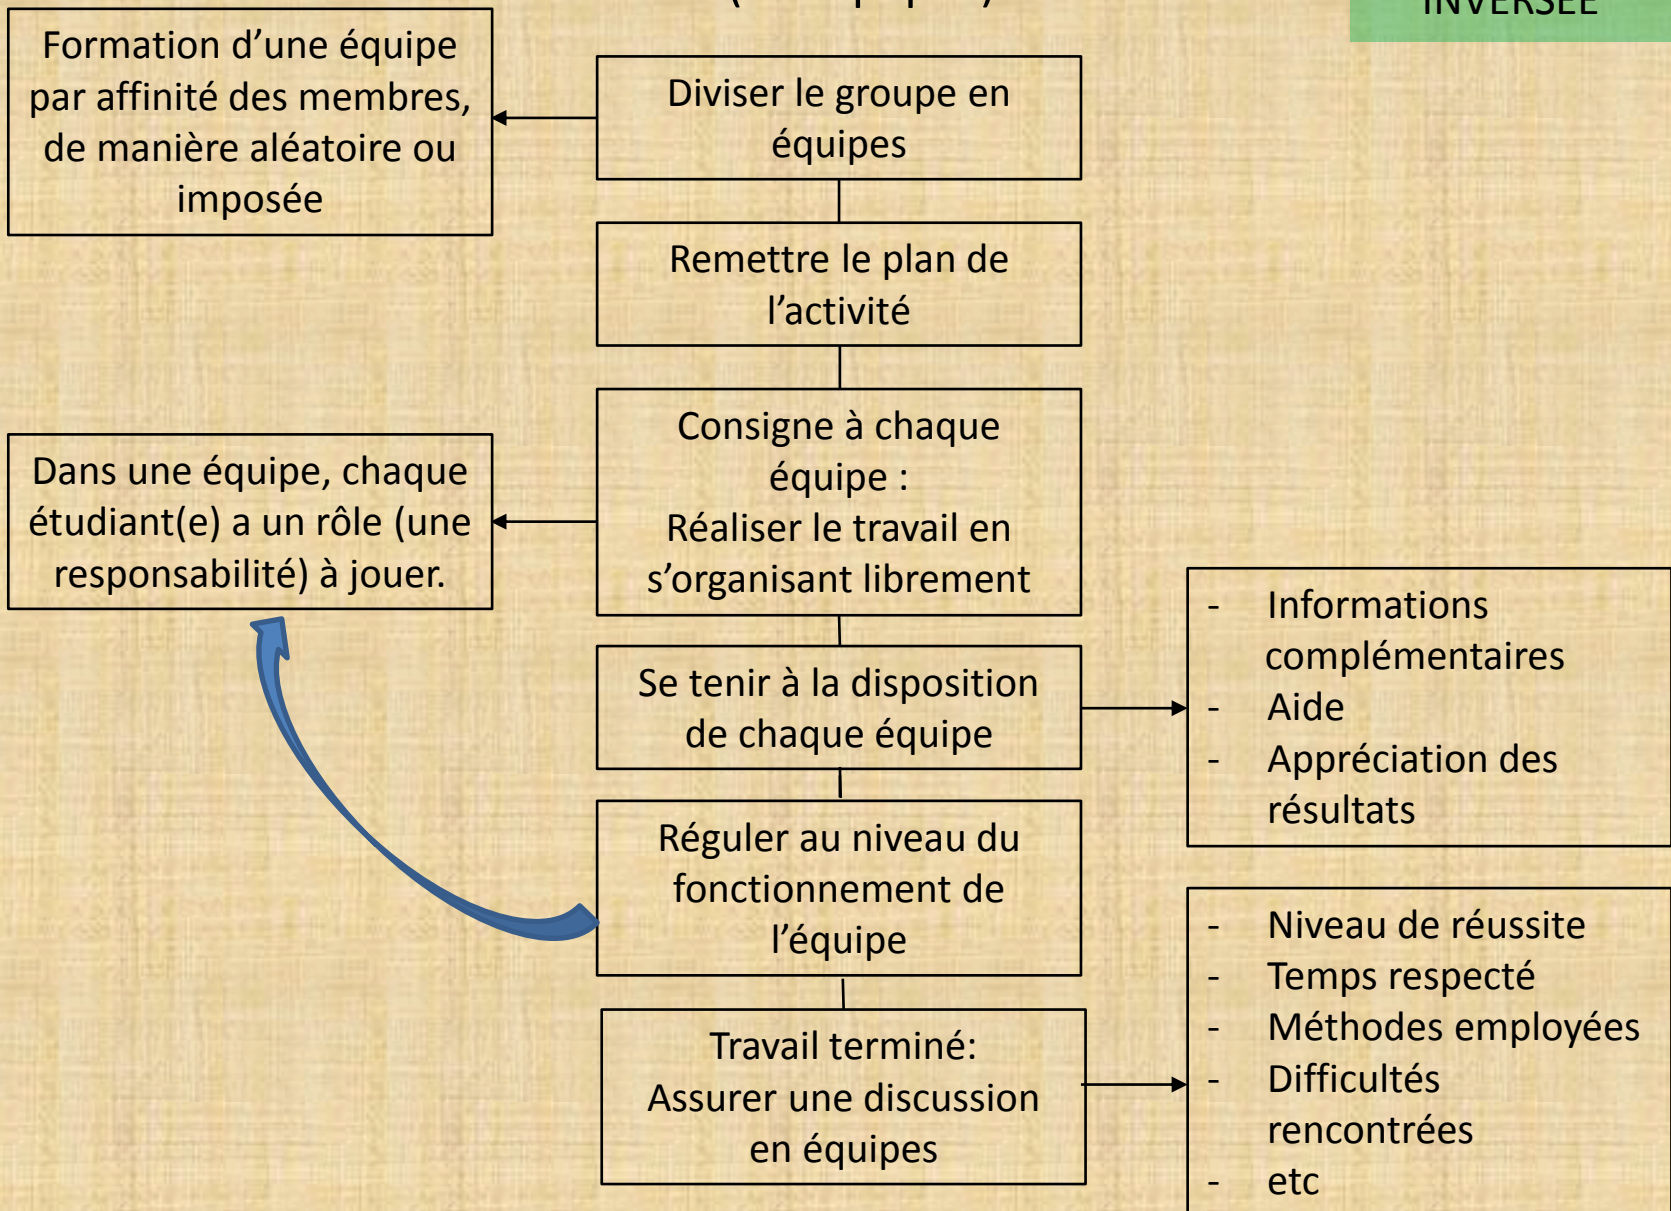 INVERSÉE
Formation d’une équipe
par affinité des membres,
de manière aléatoire ou
imposée
Diviser le groupe en
équipes
Remettre le plan de
l’activité
Consigne à chaque
équipe :
Réaliser le travail en
s’organisant librement
Dans une équipe, chaque
étudiant(e) a un rôle (une
responsabilité) à jouer.
Se tenir à la disposition
de chaque équipe
- Informations
complémentaires
- Aide
- Appréciation des
résultats
Réguler au niveau du
fonctionnement de
l’équipe
Travail terminé:
Assurer une discussion
en équipes
- Niveau de réussite
- Temps respecté
- Méthodes employées
- Difficultés
rencontrées
- etc